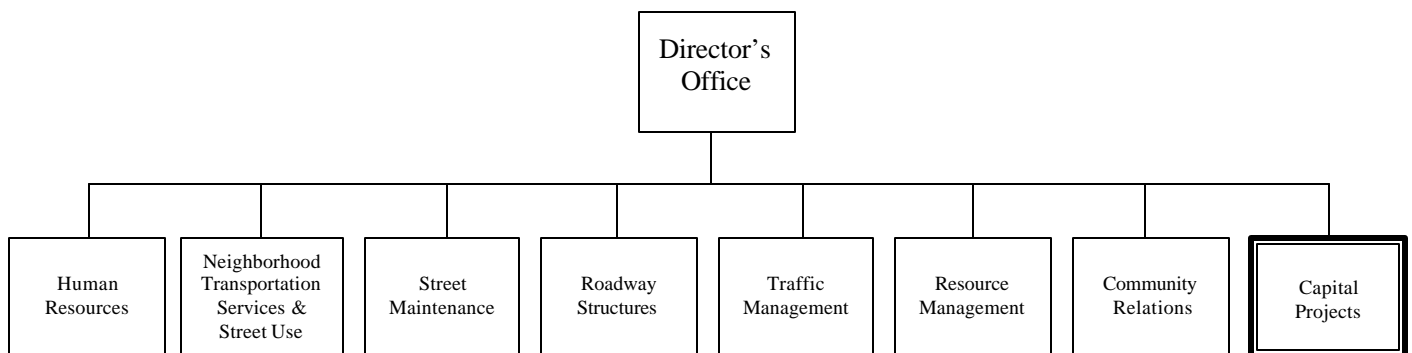 Director’s
Office
Human
Resources
Neighborhood
Transportation
Services &
Street Use
Street
Maintenance
Roadway
Structures
Traffic
Management
Resource
Management
Community
Relations
Capital
Projects